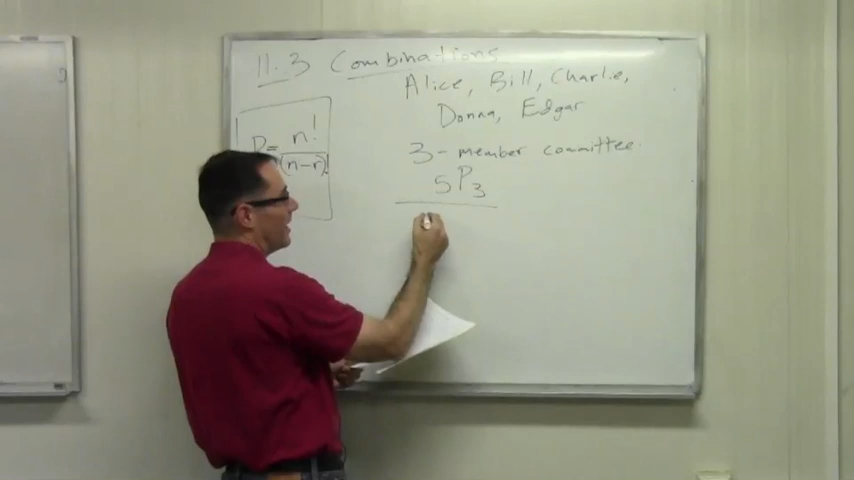 11.3 Combinations
Alice, Bill, Charlie,
Donna, Edgar
P = n!
(n-r)!
3-member committee.
5P3